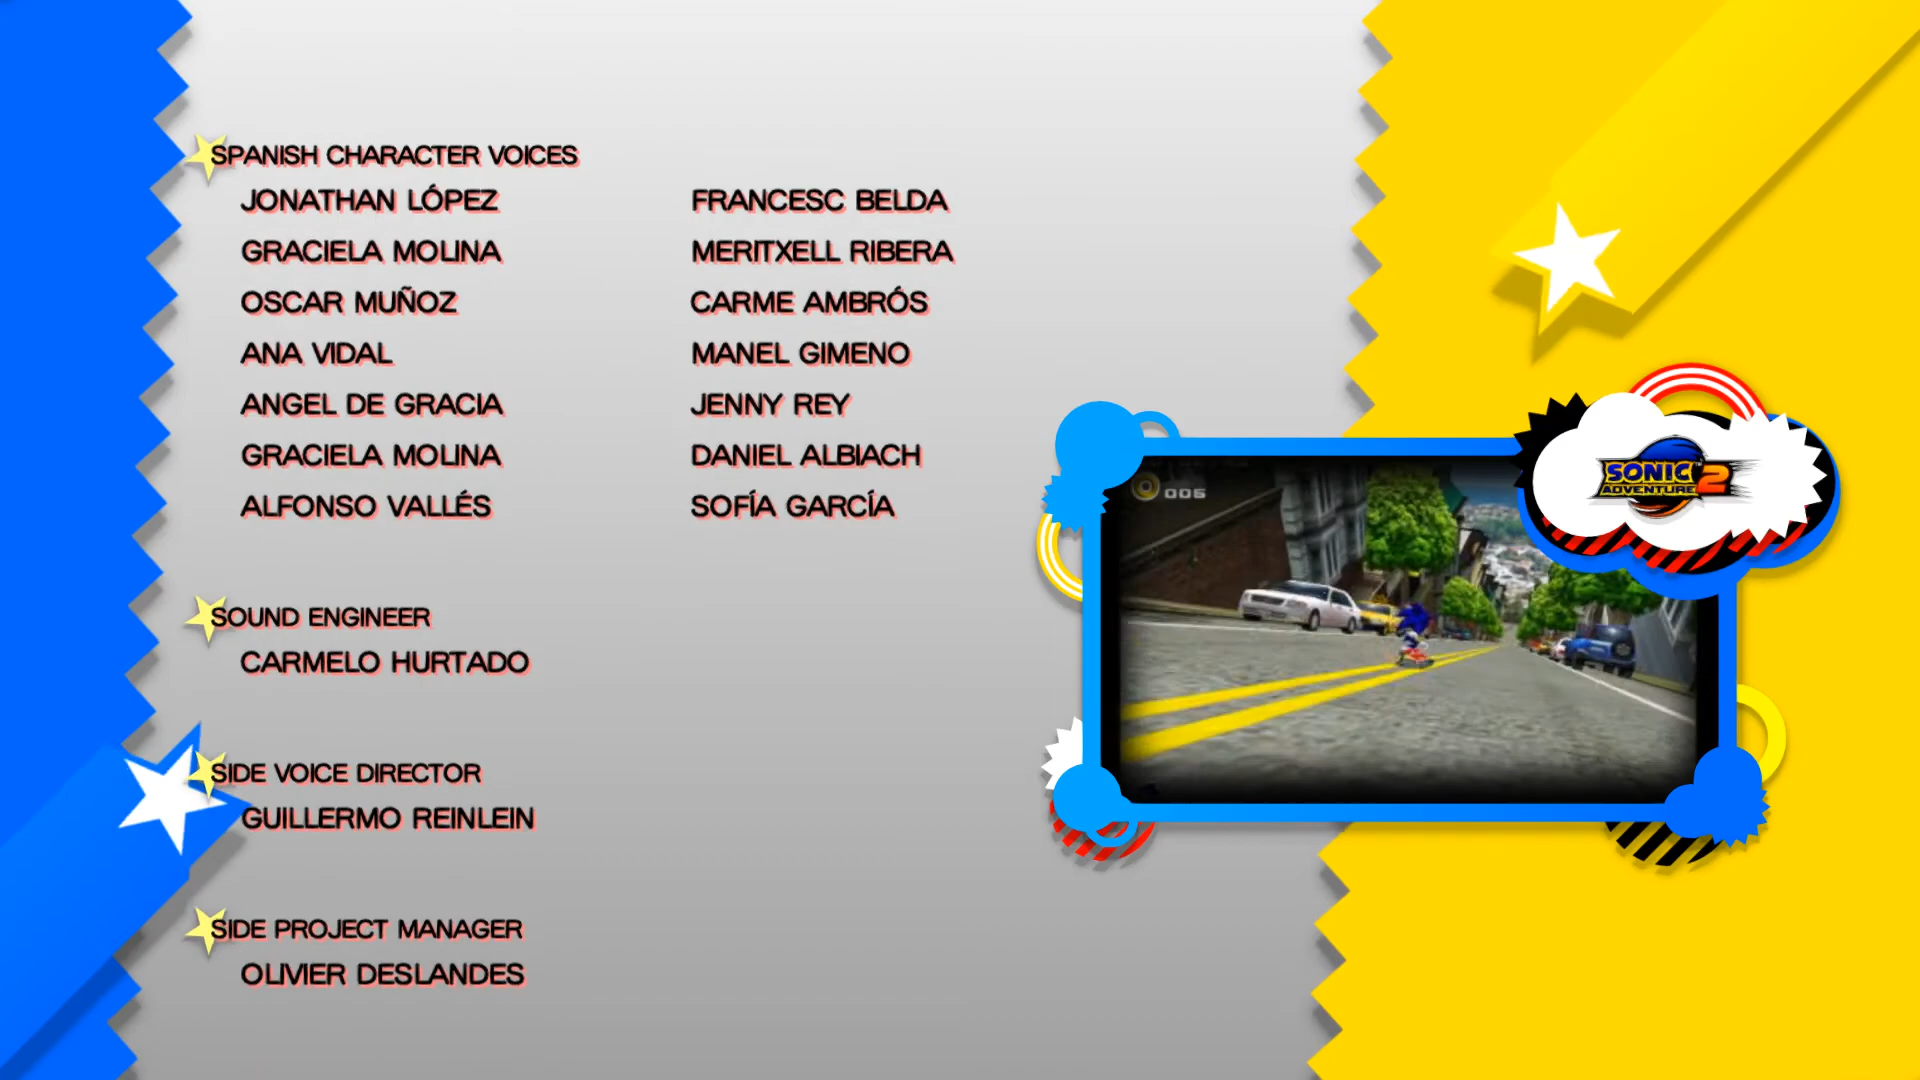 SPANISH CHARACTER VOICES
JONATHAN LÓPEZ
GRACIELA MOLINA
OSCAR MUÑOZ
ANA VIDAL
ANGEL DE GRACIA
GRACIELA MOLINA
ALFONSO VALLÉS
FRANCESC BELDA
MERITXELL RIBERA
CARME AMBRÓS
MANEL GIMENO
JENNY REY
DANIEL ALBIACH
SOFÍA GARCÍA
SOUND ENGINEER
CARMELO HURTADO
SIDE VOICE DIRECTOR
GUILLERMO REINLEIN
SIDE PROJECT MANAGER
OLIVIER DESLANDES
005
SONIC
ADVENTURE 2